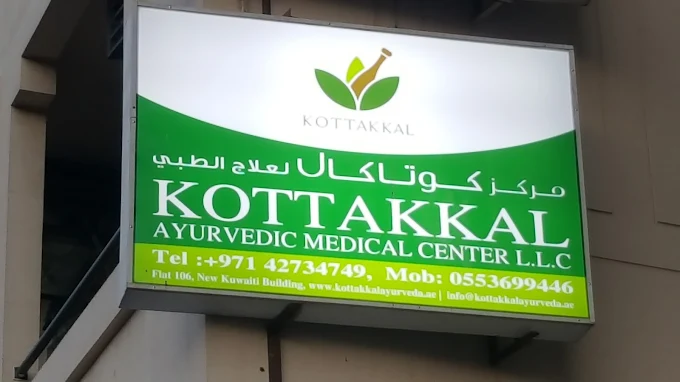 KOTTAKKAL
مركز كوتاكال لعلاج الطبي
KOTTAKKAL
AYURVEDIC MEDICAL CENTER L.L.C
Tel :+971 42734749, Mob: 0553699446
Flat 106, New Kuwaiti Building, www.kottakkalayurveda.ae | info@kottakkalayurveda.ae